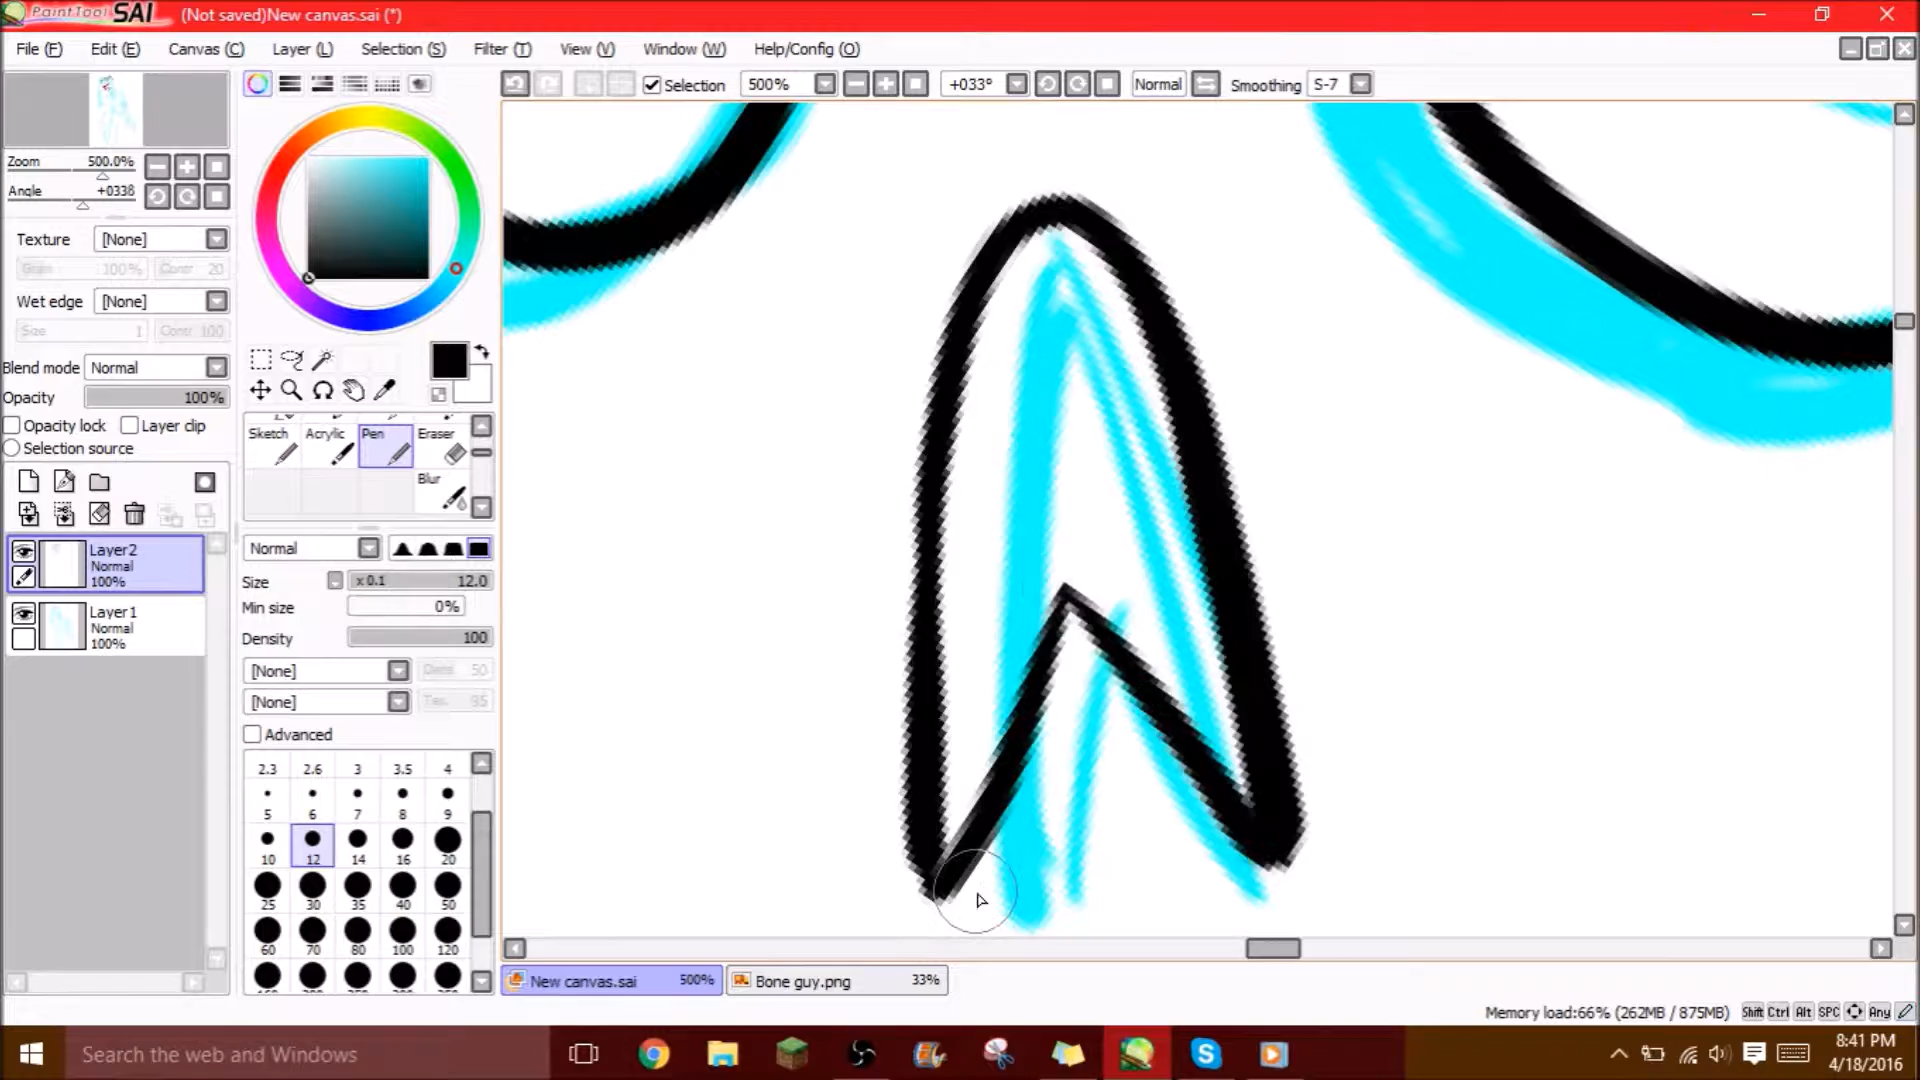 PaintTool SAI (Not saved)New canvas.sai (*)
File (F) Edit (E) Canvas (C) Layer (L) Selection (S) Filter (T) View (V) Window (W) Help/Config (O)
Selection 500% +033° Normal Smoothing S-7
Zoom 500.0%
Angle +0338
Texture [None]
Grain 100% Contr 20
Wet edge [None]
Size 1 Contr 100
Blend mode Normal
Opacity 100%
Opacity lock Layer clip
Selection source
Layer2
Normal
100%
Layer1
Normal
100%
Sketch Acrylic Pen Eraser
Blur
Normal
Size x 0.1 12.0
Min size 0%
Density 100
[None] 50
[None] 95
Advanced
2.3 2.6 3 3.5 4
5 6 7 8 9
10 12 14 16 20
25 30 35 40 50
60 70 80 100 120
New canvas.sai 500% Bone guy.png 33%
Memory load:66% (262MB / 875MB) Shift Ctrl Alt SPC Any
Search the web and Windows
8:41 PM
4/18/2016